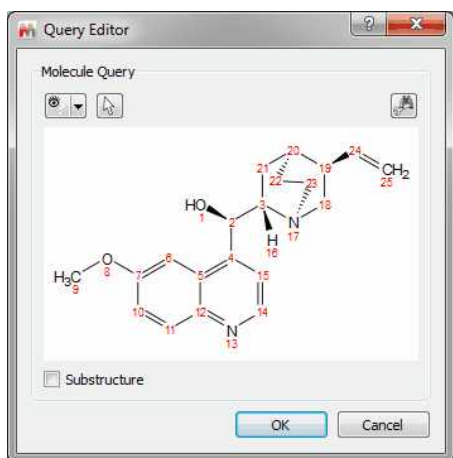 Query Editor
Molecule Query
20
24
21
19
22
23
CH2
25
HO
1
3
18
2
N
17
H
16
O
8
6
4
H3C
9
7
5
15
10
12
14
11
N
13
Substructure
OK
Cancel